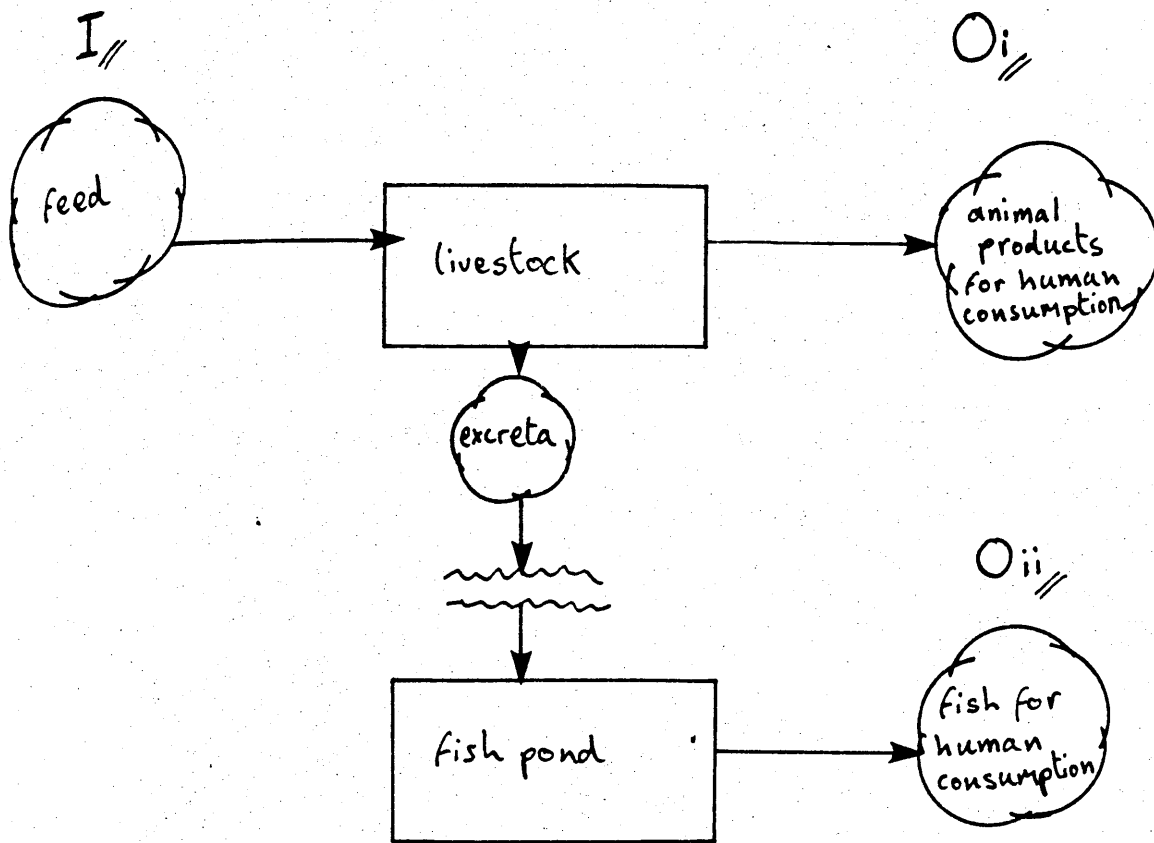 I
Oi
feed
livestock
animal
products
for human
consumption
excreta
Oii
fish pond
fish for
human
consumption